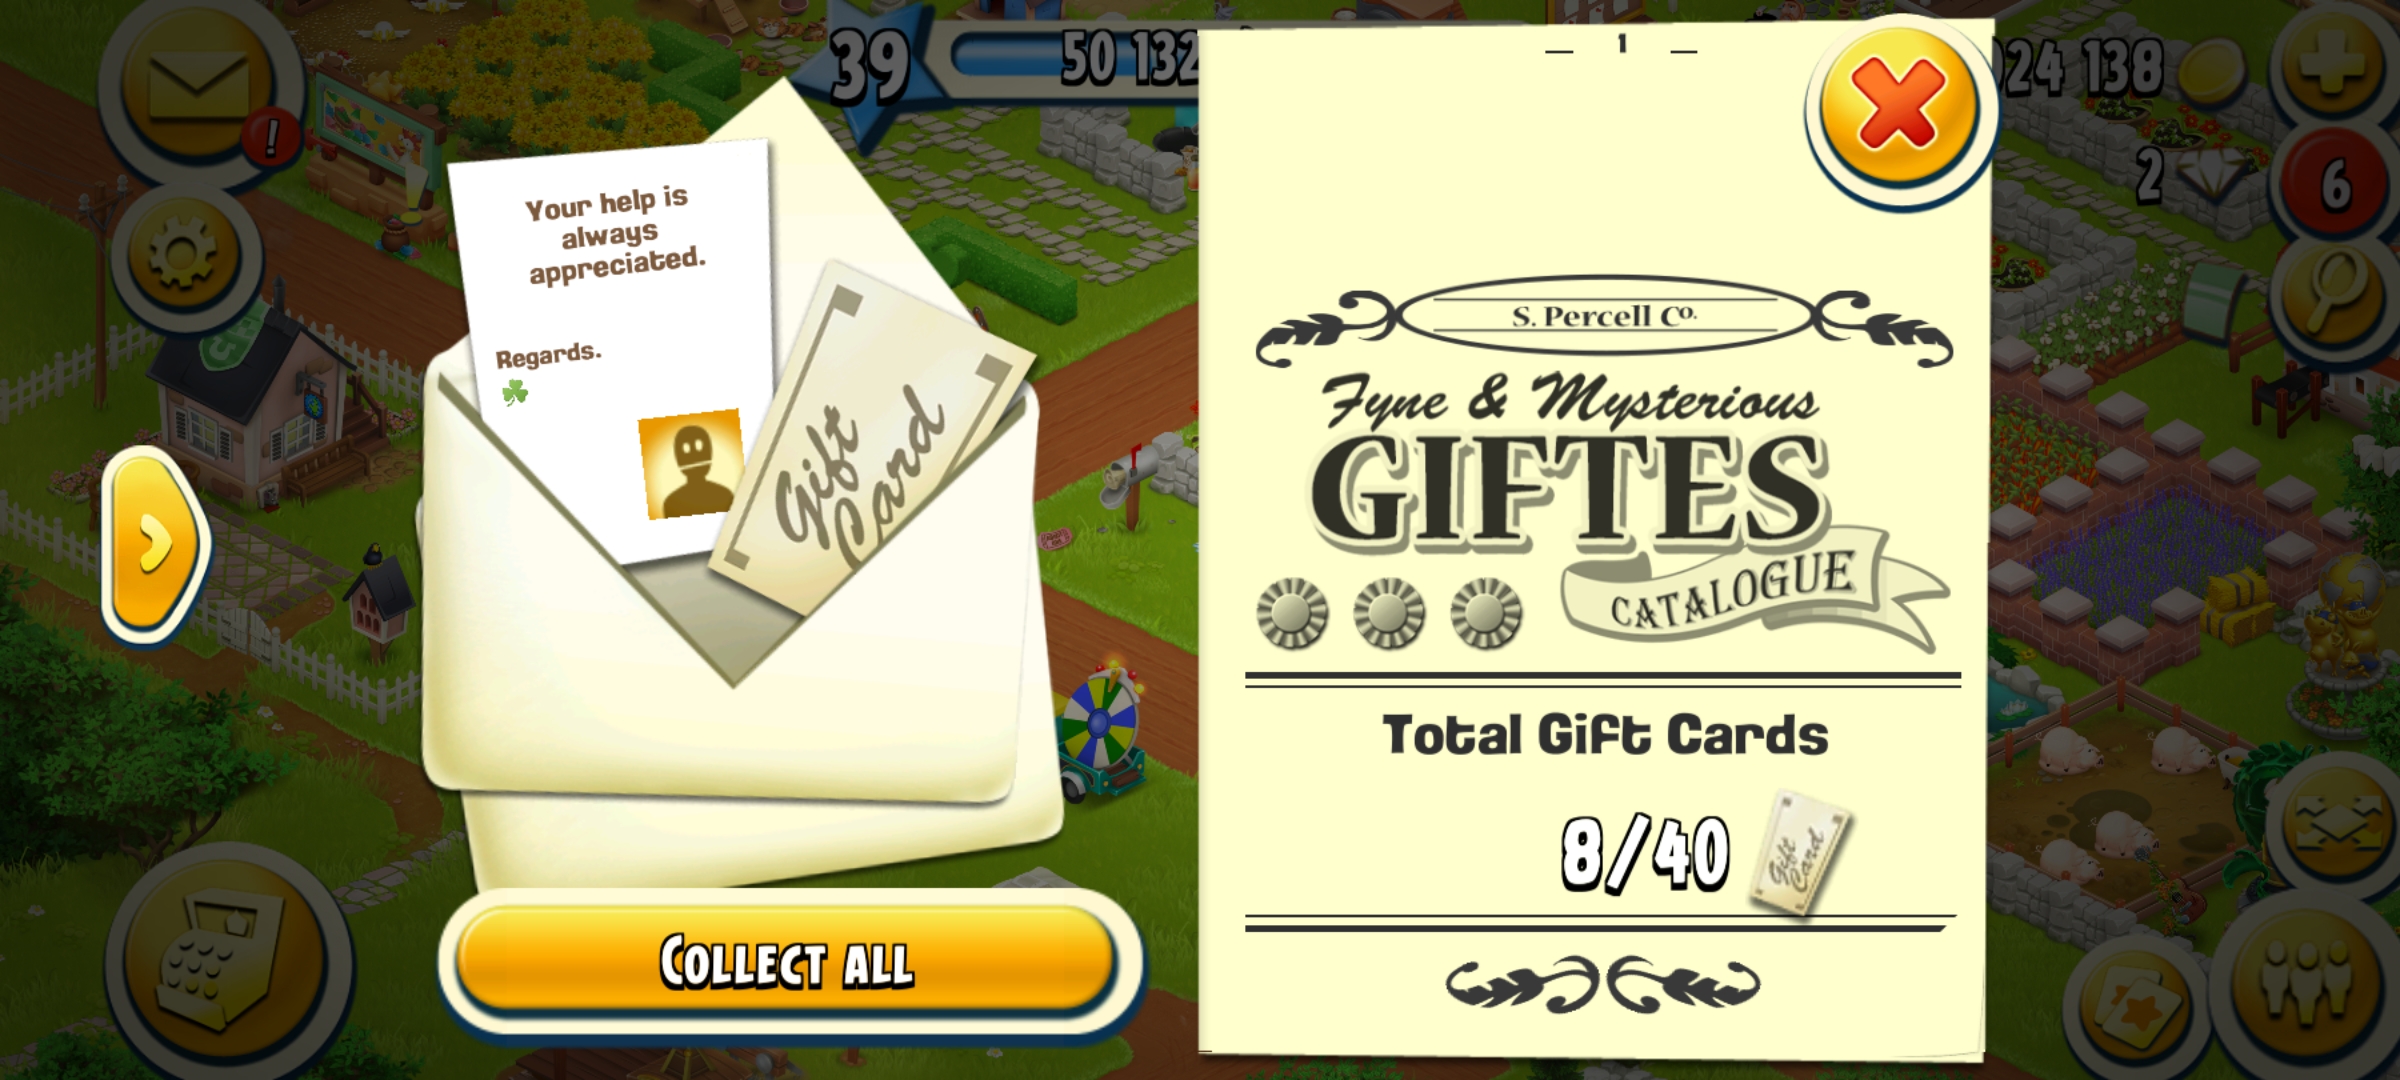 39
50 132
24 138
2
6
!
Your help is
always
appreciated.
Regards.
☘
Gift
Card
COLLECT ALL
— 1 —
S. Percell Co.
Fyne & Mysterious
GIFTES
CATALOGUE
Total Gift Cards
8/40
Gift
Card